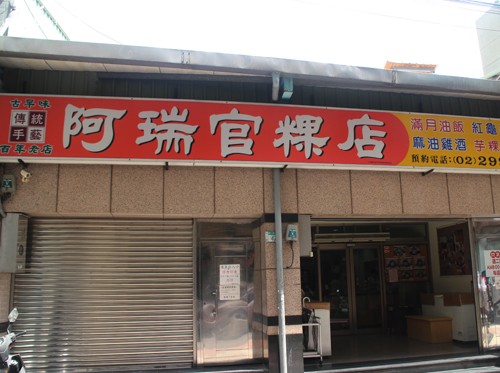 古早味
傳統
手藝
百年老店
阿瑞官粿店
滿月油飯 紅龜
麻油雞酒 芋粿
預約電話:(02)299